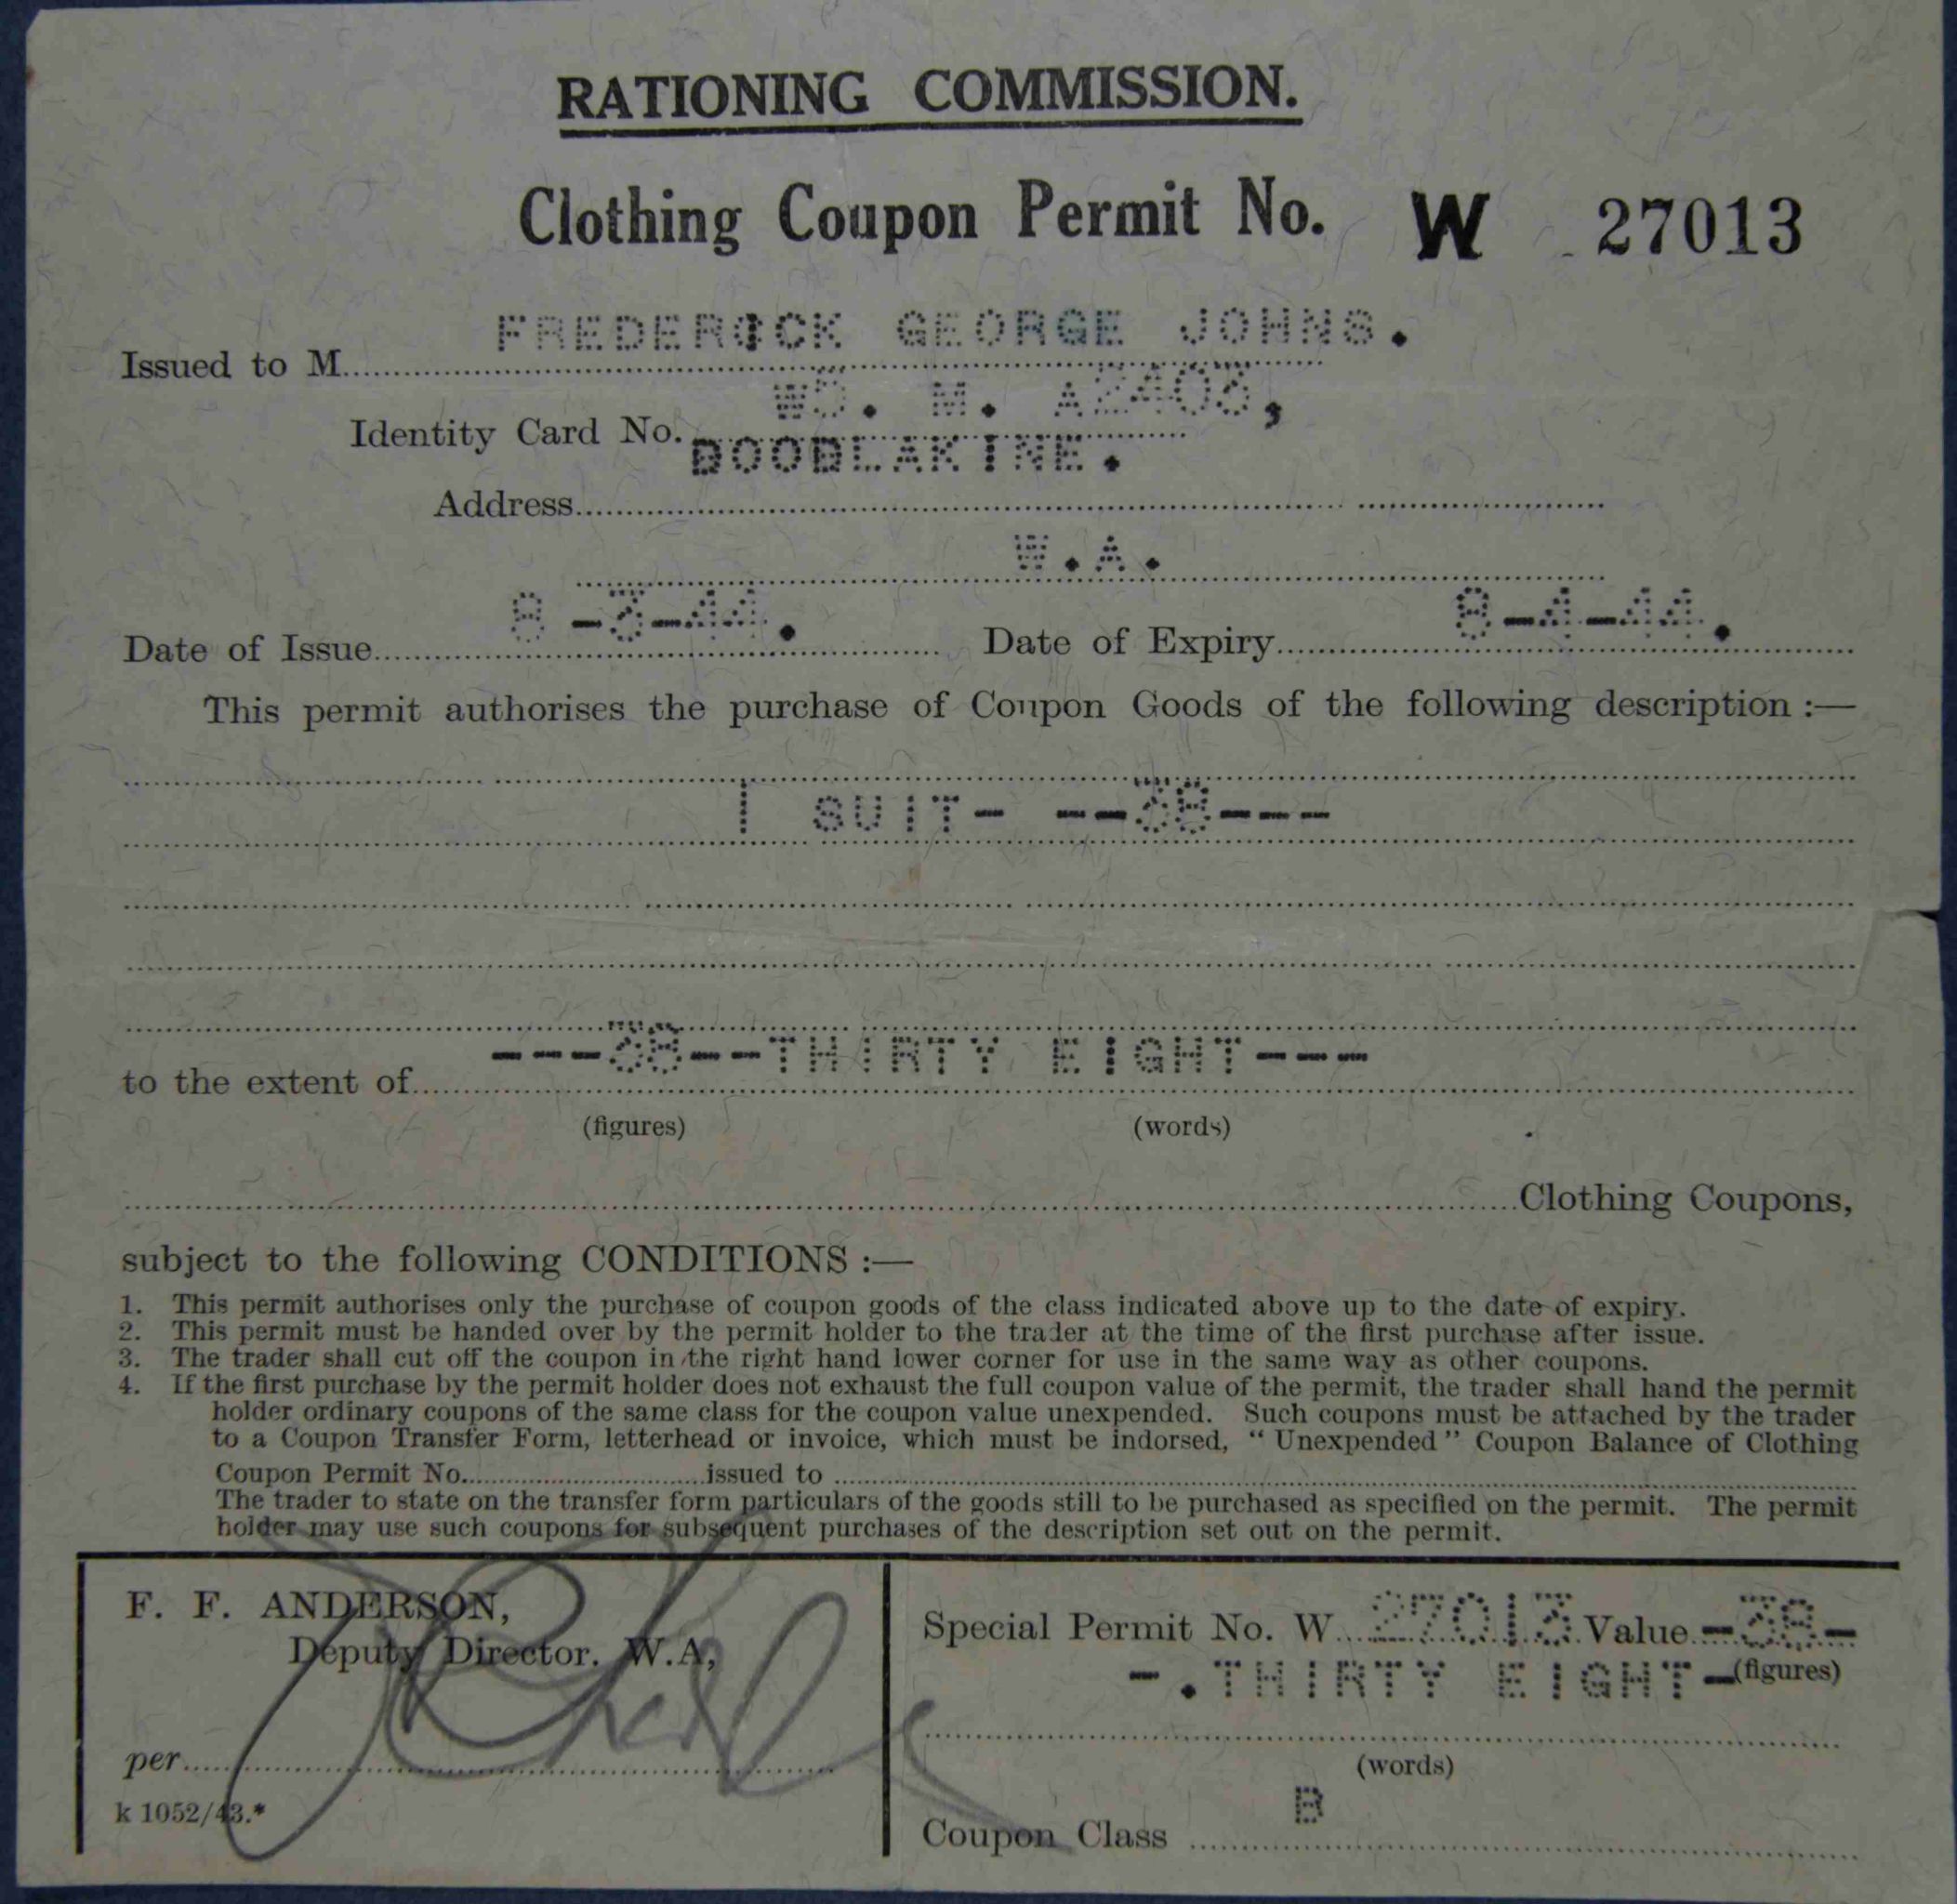 RATIONING COMMISSION.
Clothing Coupon Permit No. W 27013
FREDERICK GEORGE JOHNS.
Issued to M
W5. M. A2403,
Identity Card No.
DOODLAKINE.
Address
W.A.
Date of Issue 8-3-44. Date of Expiry 8-4-44.
This permit authorises the purchase of Coupon Goods of the following description :—
1 SUIT- --38---
---38--THIRTY EIGHT---
to the extent of
(figures) (words)
Clothing Coupons,
subject to the following CONDITIONS :—
1. This permit authorises only the purchase of coupon goods of the class indicated above up to the date of expiry.
2. This permit must be handed over by the permit holder to the trader at the time of the first purchase after issue.
3. The trader shall cut off the coupon in the right hand lower corner for use in the same way as other coupons.
4. If the first purchase by the permit holder does not exhaust the full coupon value of the permit, the trader shall hand the permit
holder ordinary coupons of the same class for the coupon value unexpended. Such coupons must be attached by the trader
to a Coupon Transfer Form, letterhead or invoice, which must be indorsed, “ Unexpended ” Coupon Balance of Clothing
Coupon Permit No. issued to
The trader to state on the transfer form particulars of the goods still to be purchased as specified on the permit. The permit
holder may use such coupons for subsequent purchases of the description set out on the permit.
F. F. ANDERSON,
Deputy Director. W.A,
per
k 1052/43.*
Special Permit No. W 27013 Value -38-
-.THIRTY EIGHT- (figures)
(words)
B
Coupon Class